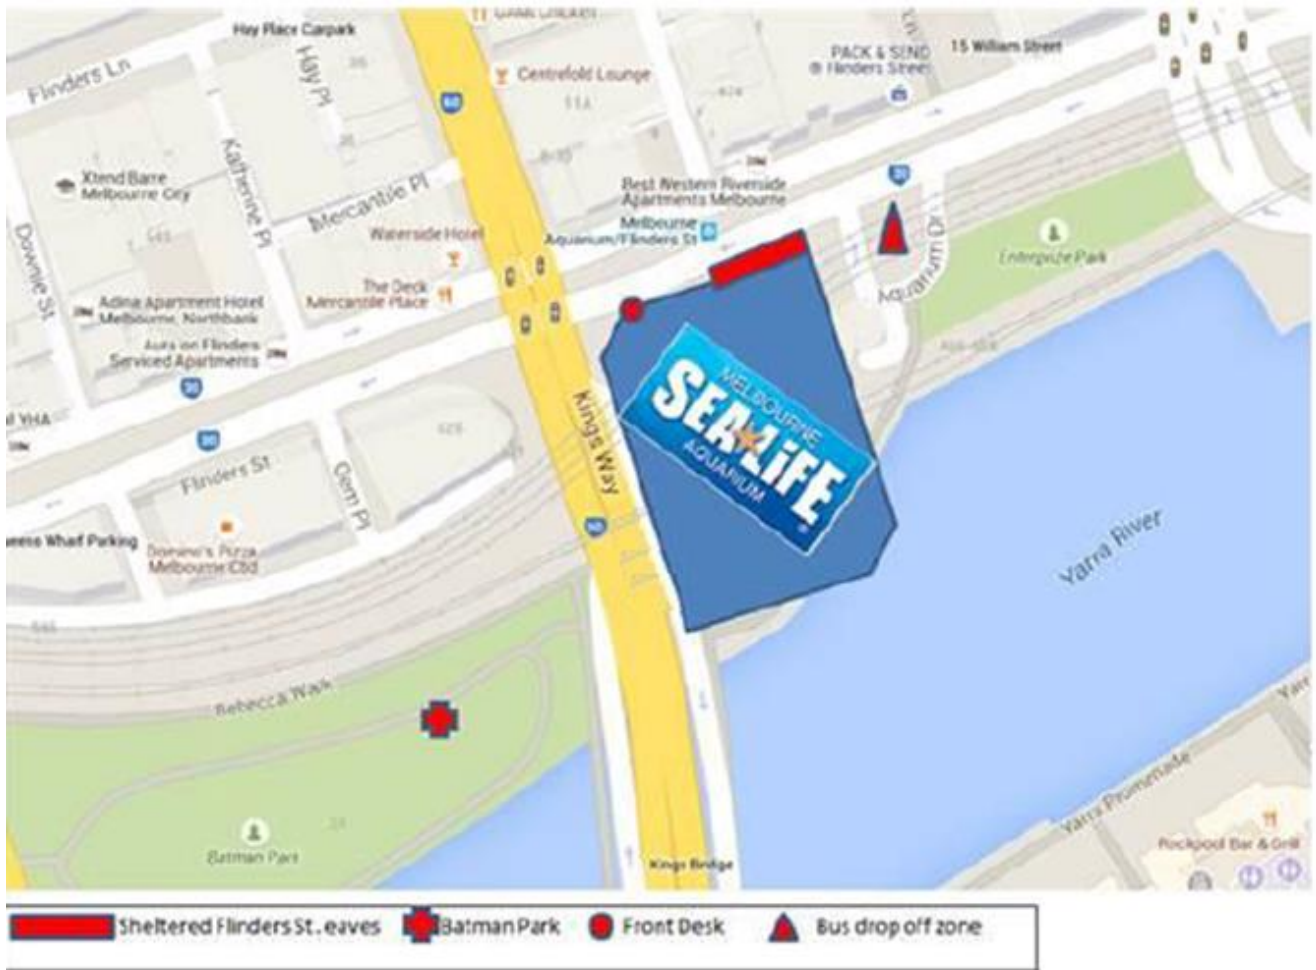 Hay Place Carpark
Flinders Ln
Hay Pl
Centrefold Lounge
PACK & SEND
Flinders Street
15 William Street
Katherine Pl
Xtend Barre
Melbourne City
Mercantile Pl
Best Western Riverside
Apartments Melbourne
Waterside Hotel
Melbourne
Aquarium/Flinders St
Downie St
The Deck
Mercantile Place
Adina Apartment Hotel
Melbourne, Northbank
Aura on Flinders
Serviced Apartments
Aquarium Dr
Enterprize Park
30
30
YHA
Kings Way
Flinders St
Gem Pl
MELBOURNE
SEA LiFE
AQUARIUM
Wharf Parking
Domino's Pizza
Melbourne Cbd
60
Yarra River
Rebecca Walk
Batman Park
Yarra Promenade
Rockpool Bar & Grill
Kings Bridge
Sheltered Flinders St. eaves
Batman Park
Front Desk
Bus drop off zone